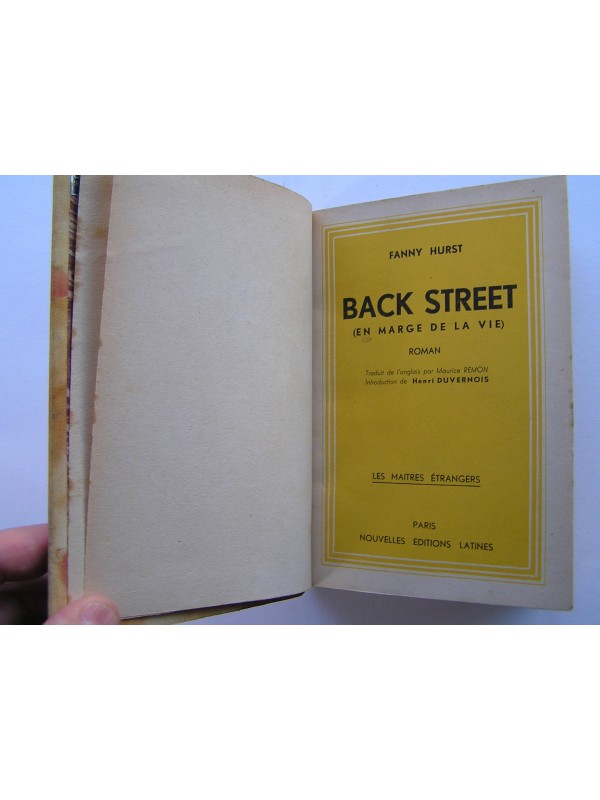 FANNY HURST
BACK STREET
(EN MARGE DE LA VIE)
ROMAN
Traduit de l'anglais par Maurice REMON
Introduction de Henri DUVERNOIS
LES MAITRES ÉTRANGERS
PARIS
NOUVELLES EDITIONS LATINES